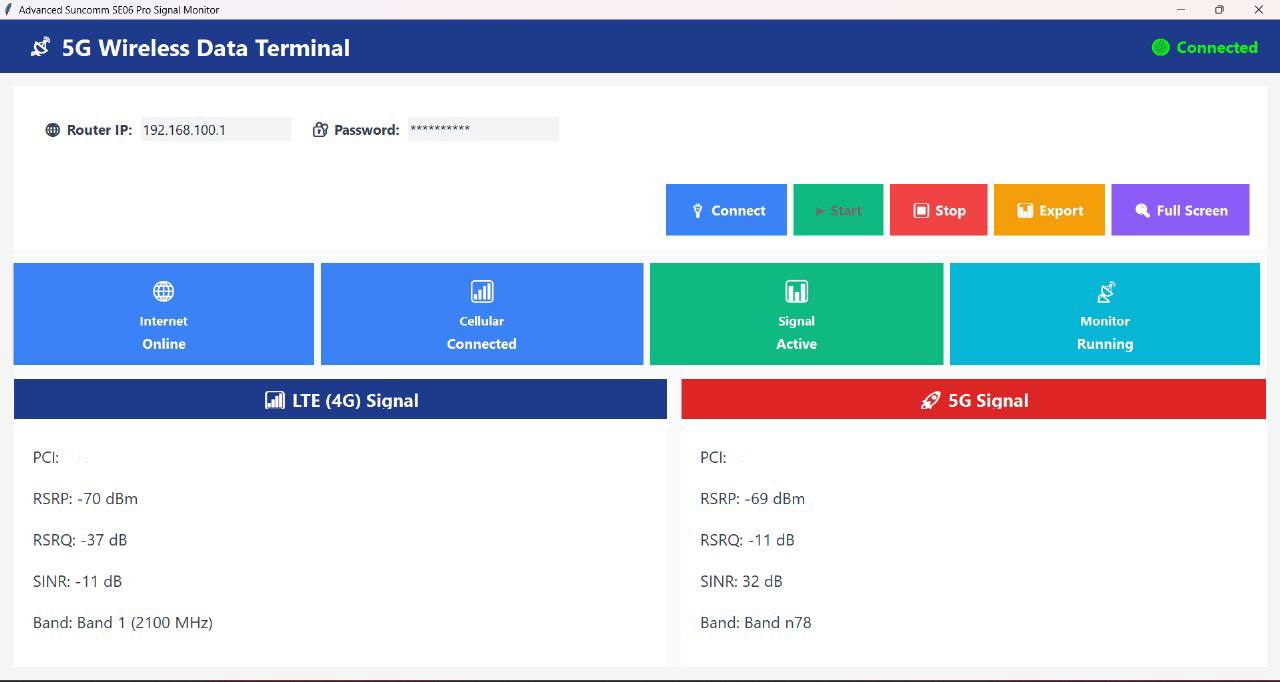 Advanced Suncomm SE06 Pro Signal Monitor
5G Wireless Data Terminal
Connected
Router IP: 192.168.100.1 Password: **********
Connect ► Start Stop Export Full Screen
Internet
Online
Cellular
Connected
Signal
Active
Monitor
Running
LTE (4G) Signal
PCI:
RSRP: -70 dBm
RSRQ: -37 dB
SINR: -11 dB
Band: Band 1 (2100 MHz)
5G Signal
PCI:
RSRP: -69 dBm
RSRQ: -11 dB
SINR: 32 dB
Band: Band n78